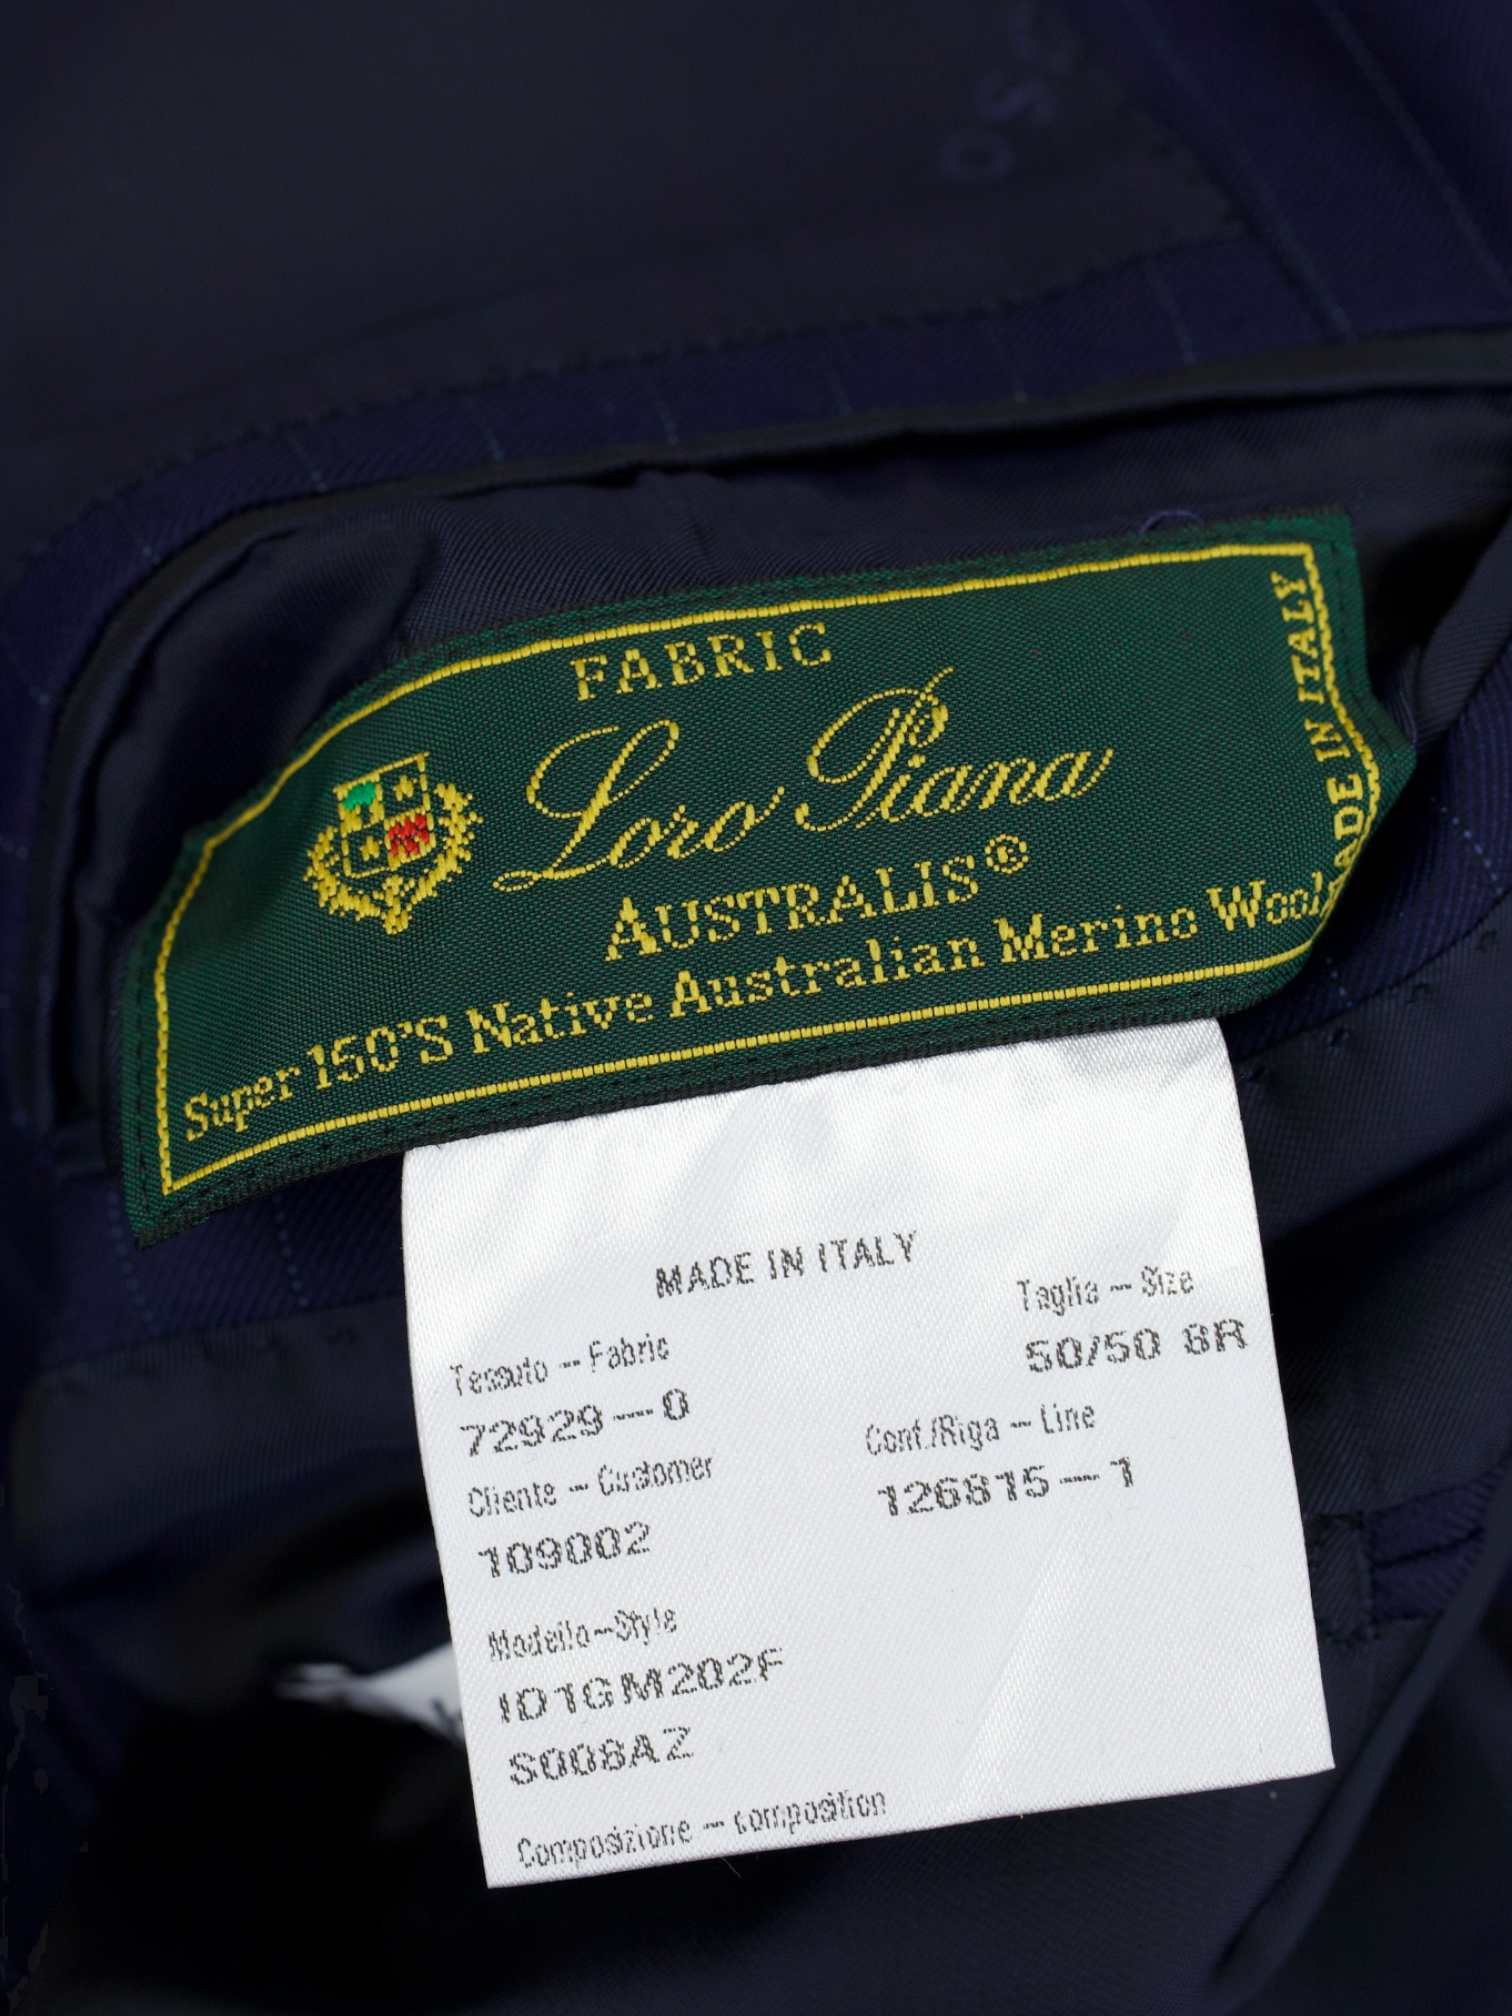 FABRIC
Loro Piana
AUSTRALIS®
Super 150'S Native Australian Merino Wool
MADE IN ITALY
MADE IN ITALY
Taglia - Size
50/50 8R
Tessuto - Fabric
72929-0
Conf./Riga - Line
126815-1
Cliente - Customer
109002
Modello-Style
I01GM202F
S008AZ
Composizione - composition